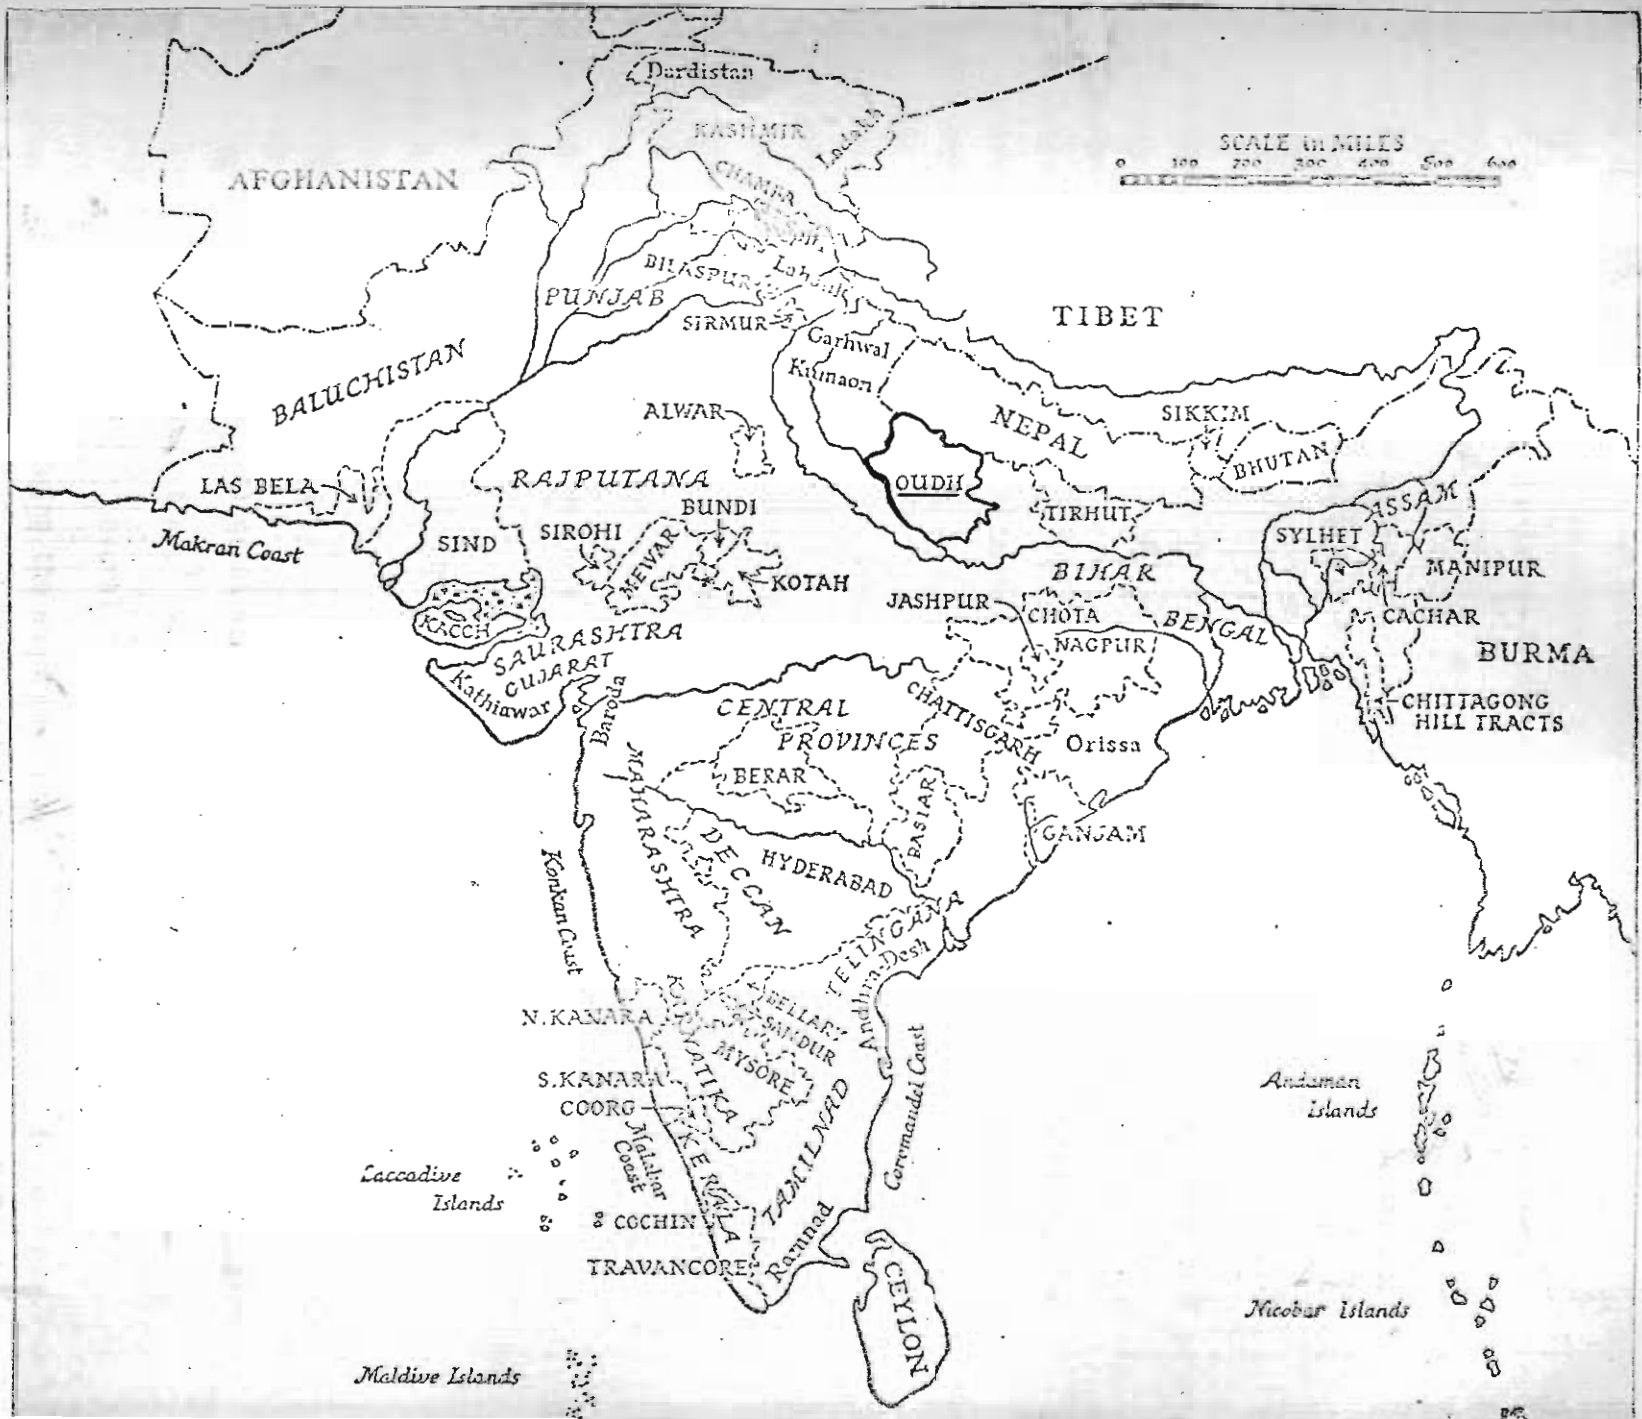 Dardistan
KASHMIR
Ladakh
SCALE in MILES
0 100 200 300 400 500 600
AFGHANISTAN
CHAMBA
BILASPUR
Lahoul
PUNJAB
SIRMUR
TIBET
Garhwal
Kumaon
BALUCHISTAN
ALWAR
NEPAL
SIKKIM
BHUTAN
LAS BELA
RAJPUTANA
OUDH
BUNDI
TIRHUT
ASSAM
SYLHET
Makran Coast
SIND
SIROHI
MEWAR
KOTAH
BIHAR
MANIPUR
JASHPUR
CHOTA
NAGPUR
BENGAL
CACHAR
KACCH
SAURASHTRA
GUJARAT
Kathiawar
BURMA
Baroda
CENTRAL
PROVINCES
CHATTISGARH
Orissa
CHITTAGONG
HILL TRACTS
BERAR
MAHARASHTRA
DECCAN
HYDERABAD
BASTAR
GANJAM
Konkan Coast
TELINGANA
Andhra-Desh
N.KANARA
KARNATIKA
BELLARY
SANDUR
MYSORE
S.KANARA
COORG
Malabar
Coast
KERALA
TAMILNAD
Coromandel Coast
Andaman
Islands
Laccadive
Islands
COCHIN
TRAVANCORE
Ramnad
CEYLON
Nicobar Islands
Maldive Islands